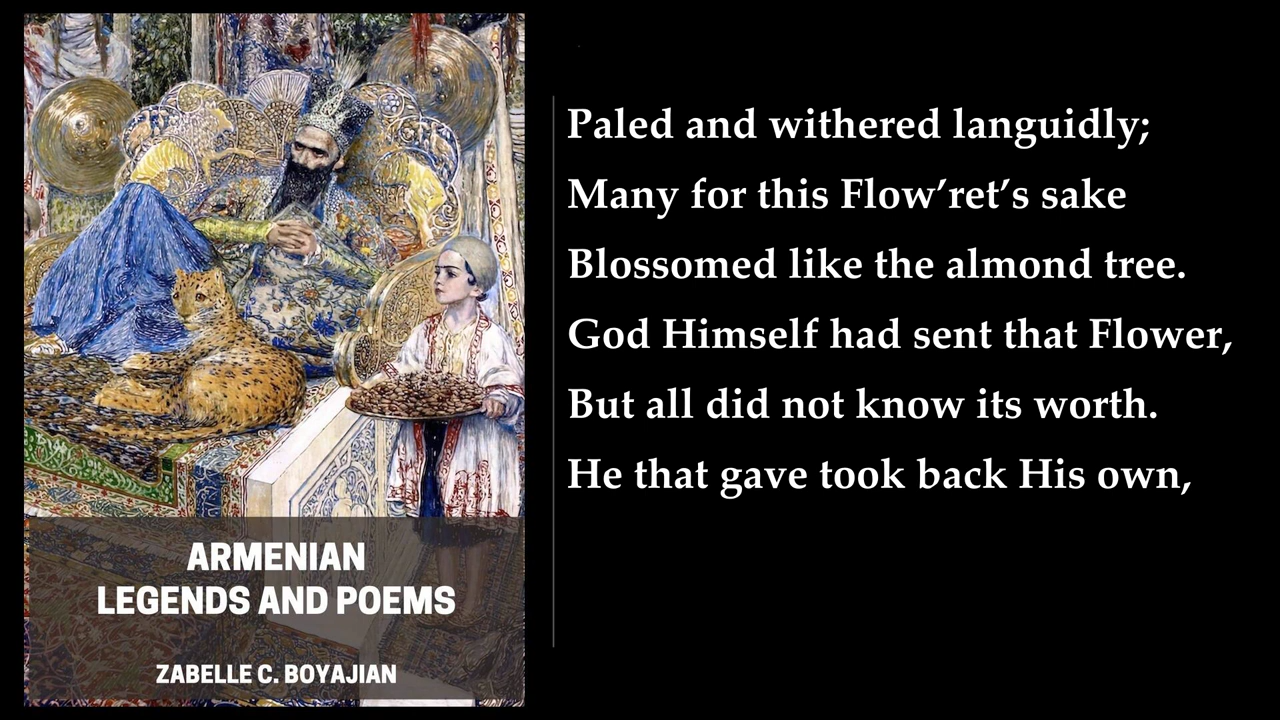 Paled and withered languidly;
Many for this Flow’ret’s sake
Blossomed like the almond tree.
God Himself had sent that Flower,
But all did not know its worth.
He that gave took back His own,
ARMENIAN
LEGENDS AND POEMS
ZABELLE C. BOYAJIAN